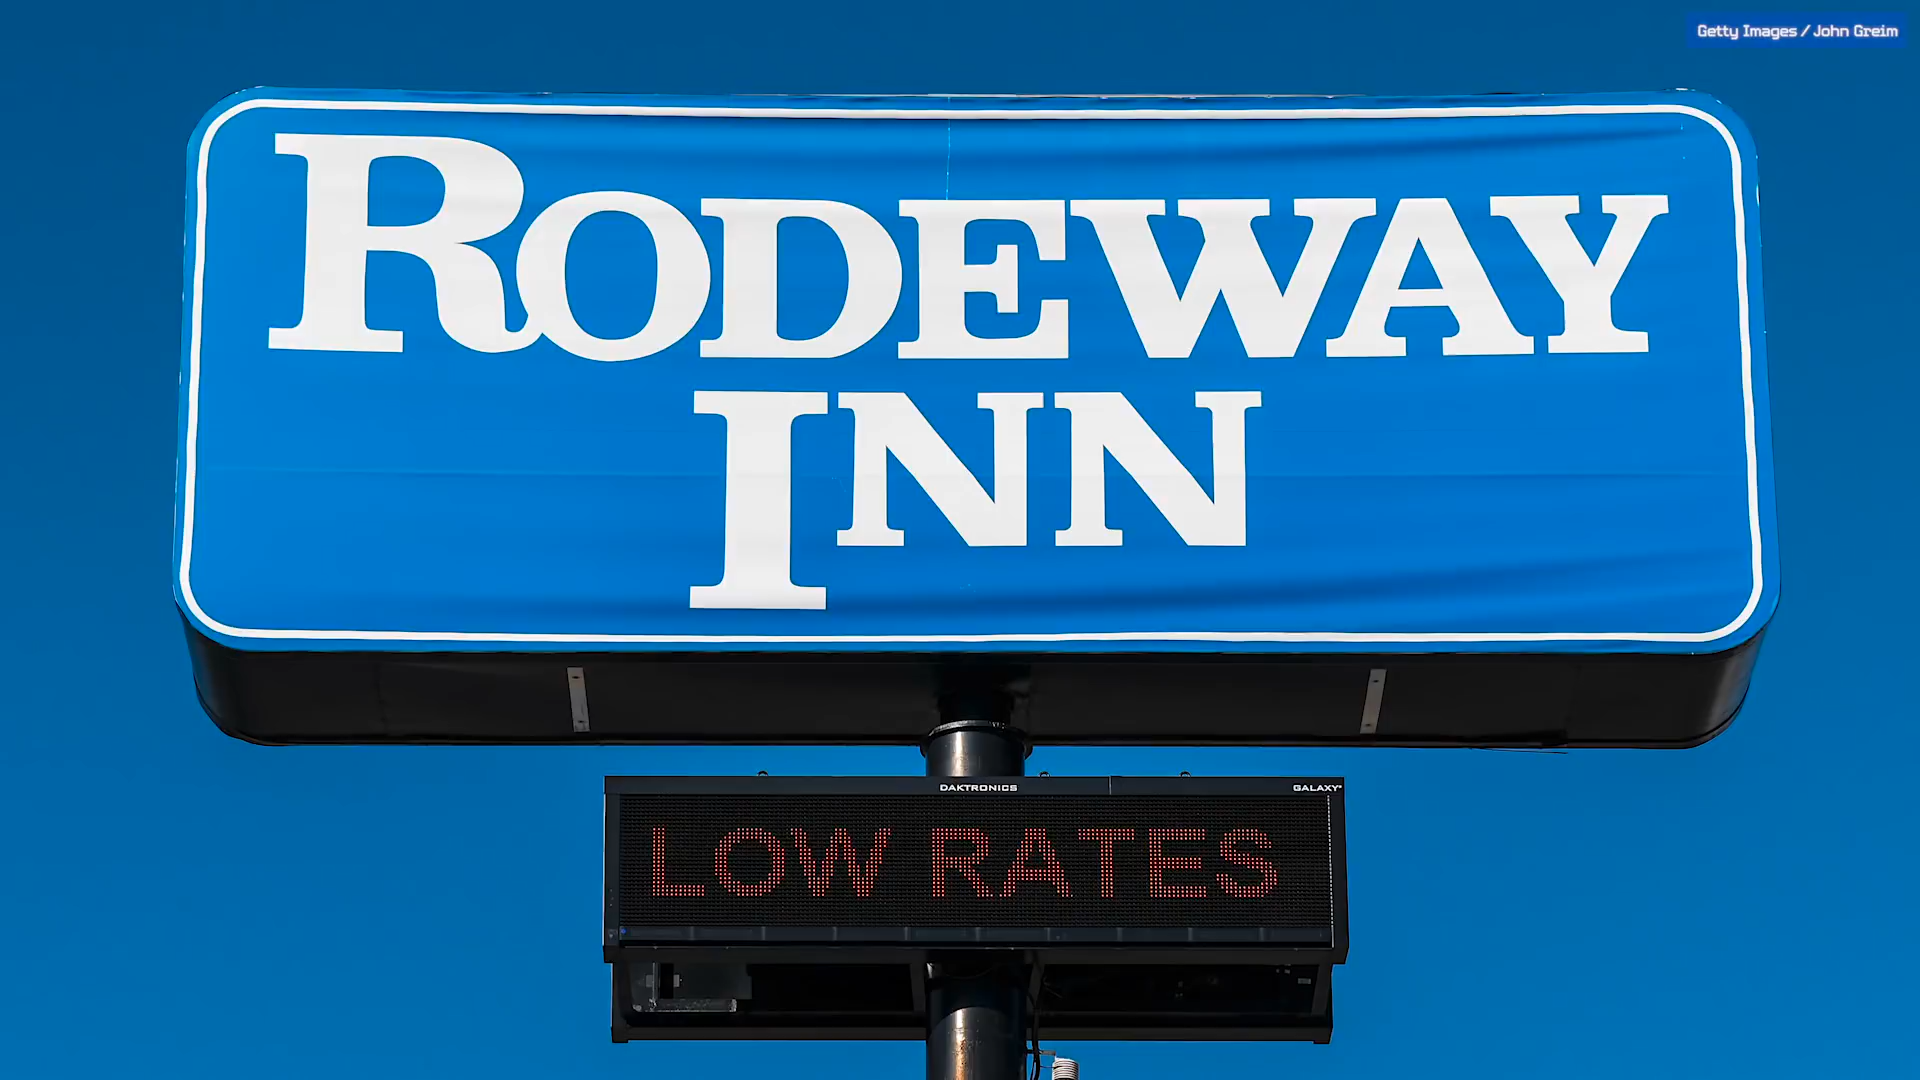 Getty Images / John Greim
RODEWAY
INN
DAKTRONICS
GALAXY®
LOW RATES